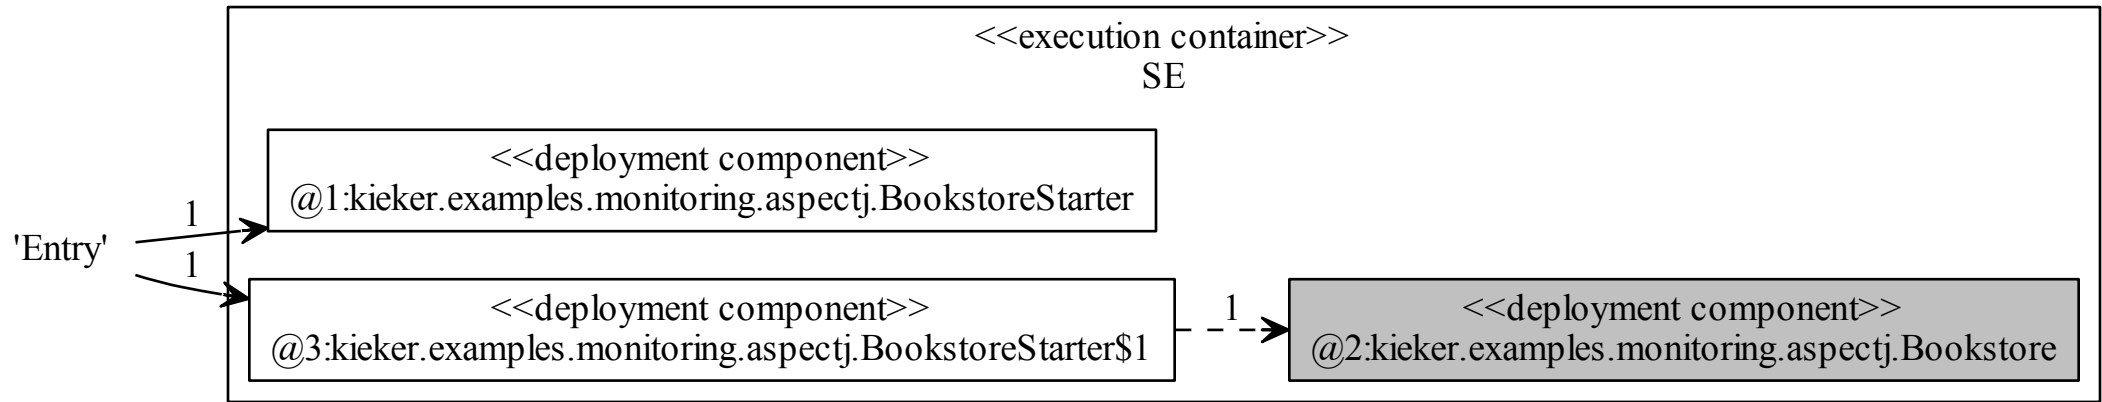 <<execution container>>
SE
<<deployment component>>
@1:kieker.examples.monitoring.aspectj.BookstoreStarter
1
'Entry'
1
<<deployment component>>
@3:kieker.examples.monitoring.aspectj.BookstoreStarter$1
1
<<deployment component>>
@2:kieker.examples.monitoring.aspectj.Bookstore